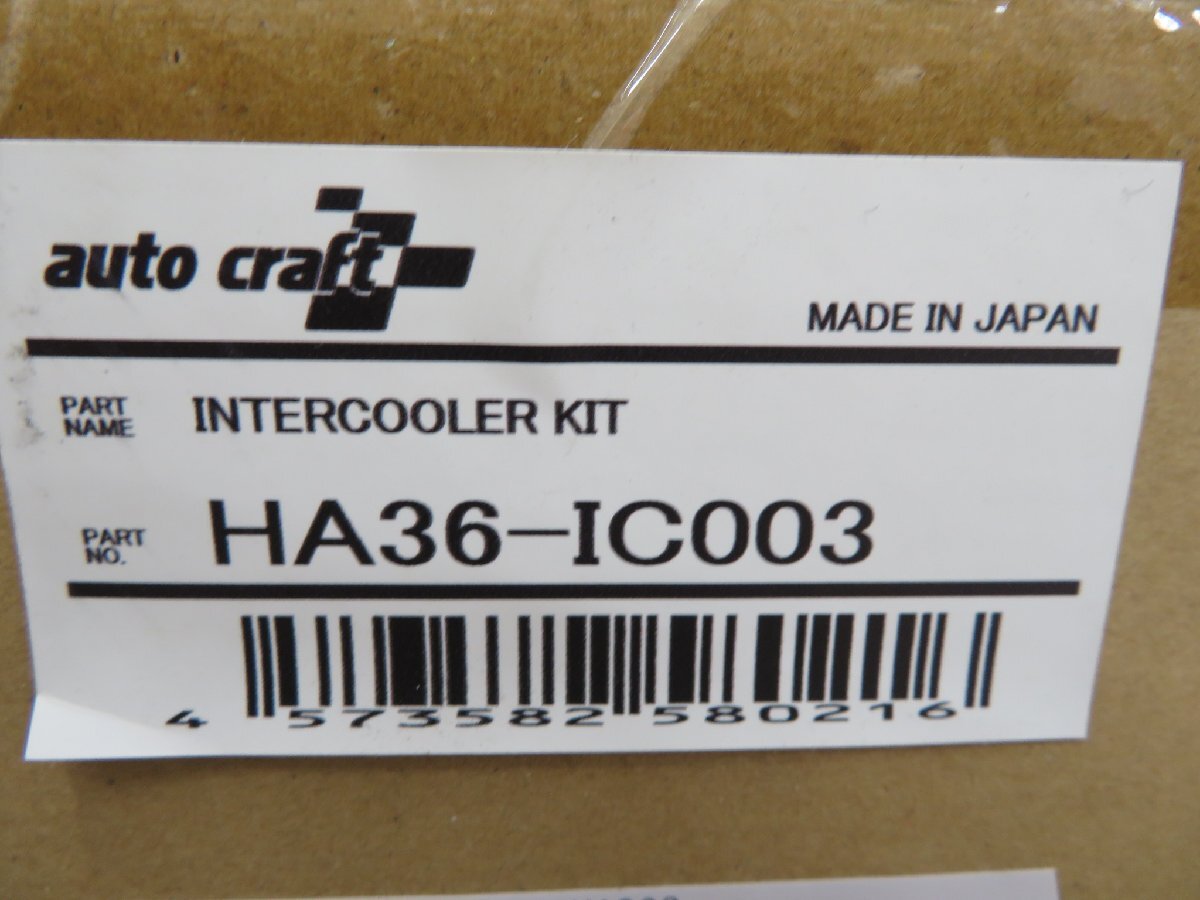 auto craft
MADE IN JAPAN
PART NAME INTERCOOLER KIT
PART NO. HA36-IC003
4 573582 580216